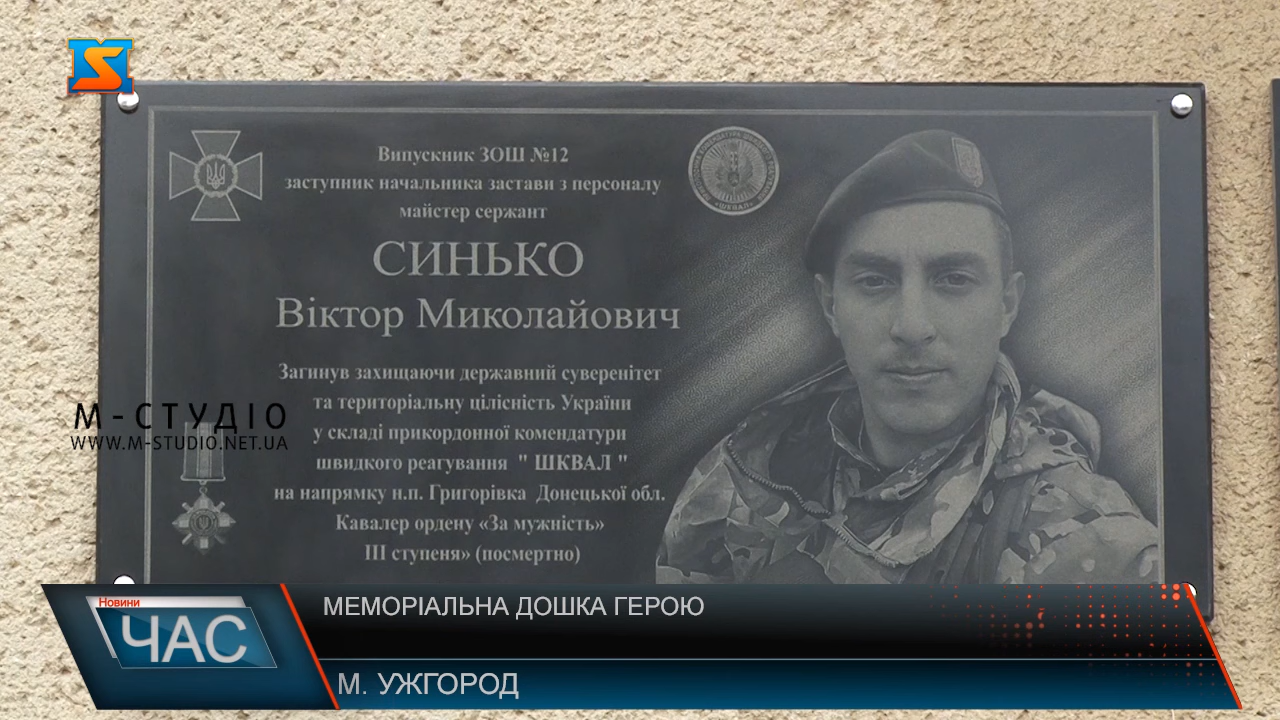 Випускник ЗОШ №12
заступник начальника застави з персоналу
майстер сержант
СИНЬКО
Віктор Миколайович
Загинув захищаючи державний суверенітет
та територіальну цілісність України
у складі прикордонної комендатури
швидкого реагування " ШКВАЛ "
на напрямку н.п. Григорівка Донецької обл.
Кавалер ордену «За мужність»
ІІІ ступеня» (посмертно)
«ШКВАЛ»
М-СТУДІО
WWW.M-STUDIO.NET.UA
Новини
ЧАС
МЕМОРІАЛЬНА ДОШКА ГЕРОЮ
М. УЖГОРОД